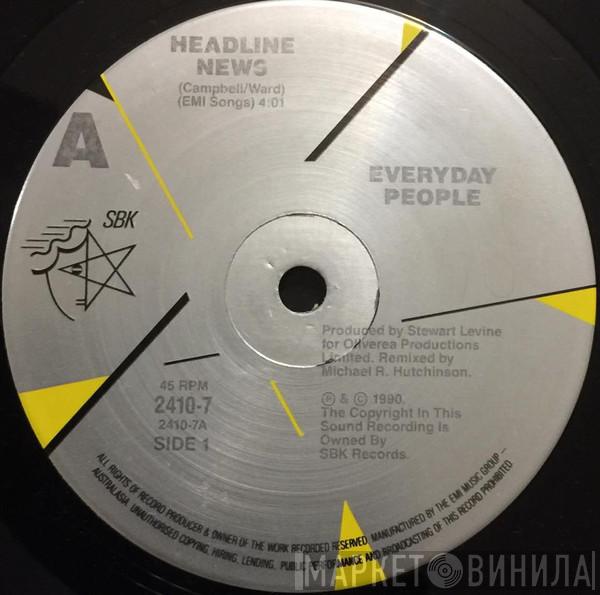 HEADLINE
NEWS
(Campbell/Ward)
(EMI Songs) 4:01
A
EVERYDAY
PEOPLE
SBK
Produced by Stewart Levine
for Oliverea Productions
Limited. Remixed by
Michael R. Hutchinson.
45 RPM
2410-7
2410-7A
SIDE 1
Ⓟ & © 1990.
The Copyright In This
Sound Recording Is
Owned By
SBK Records.
ALL RIGHTS OF RECORD PRODUCER & OWNER OF THE WORK RECORDED RESERVED. MANUFACTURED BY THE EMI MUSIC GROUP –
AUSTRALASIA. UNAUTHORISED COPYING, HIRING, LENDING, PUBLIC PERFORMANCE AND BROADCASTING OF THIS RECORD PROHIBITED.
МАРКЕТ ВИНИЛА